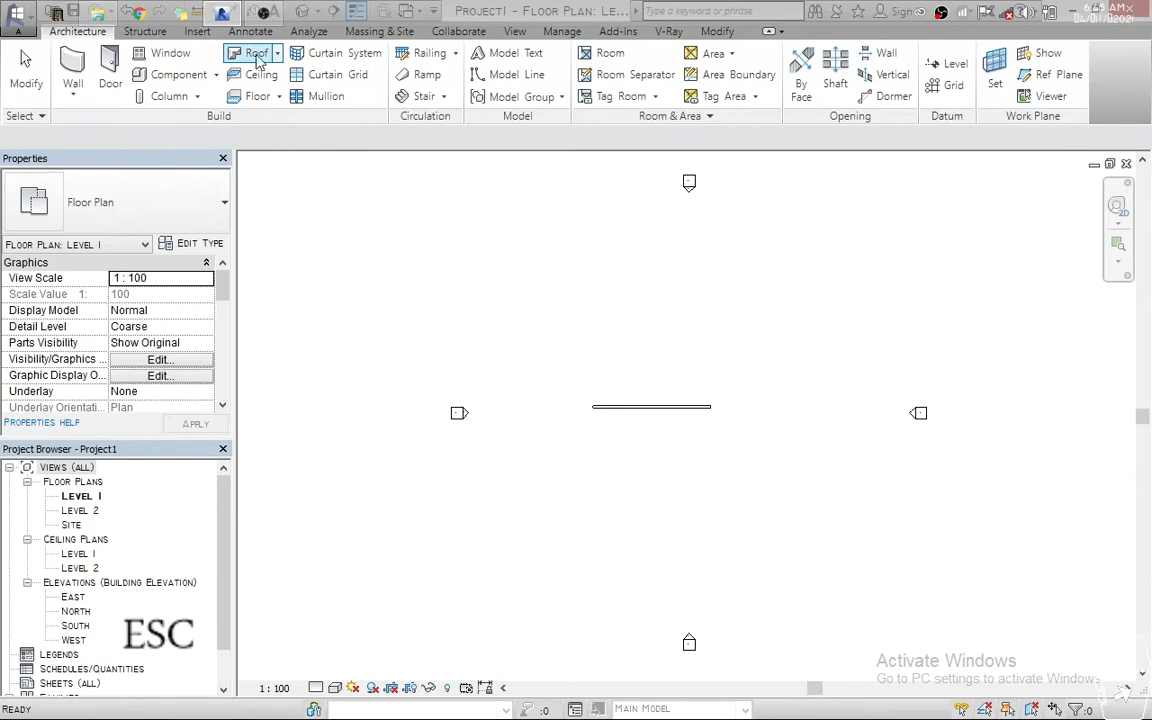 PROJECT1 - FLOOR PLAN: LE...
Type a keyword or phrase
Sign In
04/01/2021
Architecture Structure Insert Annotate Analyze Massing & Site Collaborate View Manage Add-Ins V-Ray Modify
Modify Wall Door Window Roof Curtain System Railing Model Text Room Area By Face Shaft Wall Level Set Show
Component Ceiling Curtain Grid Ramp Model Line Room Separator Area Boundary Vertical Grid Ref Plane
Column Floor Mullion Stair Model Group Tag Room Tag Area Dormer Viewer
Select Build Circulation Model Room & Area Opening Datum Work Plane
Properties
Floor Plan
FLOOR PLAN: LEVEL 1 EDIT TYPE
Graphics
View Scale 1 : 100
Scale Value 1: 100
Display Model Normal
Detail Level Coarse
Parts Visibility Show Original
Visibility/Graphics ... Edit...
Graphic Display O... Edit...
Underlay None
Underlay Orientati... Plan
PROPERTIES HELP APPLY
Project Browser - Project1
VIEWS (ALL)
FLOOR PLANS
LEVEL 1
LEVEL 2
SITE
CEILING PLANS
LEVEL 1
LEVEL 2
ELEVATIONS (BUILDING ELEVATION)
EAST
NORTH
SOUTH
WEST
LEGENDS
SCHEDULES/QUANTITIES
SHEETS (ALL)
ESC
Activate Windows
Go to PC settings to activate Windows.
1 : 100
READY :0 MAIN MODEL :0